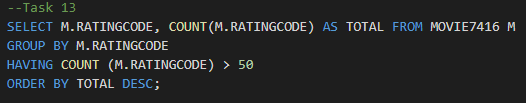 --Task 13
SELECT M.RATINGCODE, COUNT(M.RATINGCODE) AS TOTAL FROM MOVIE7416 M
GROUP BY M.RATINGCODE
HAVING COUNT (M.RATINGCODE) > 50
ORDER BY TOTAL DESC;